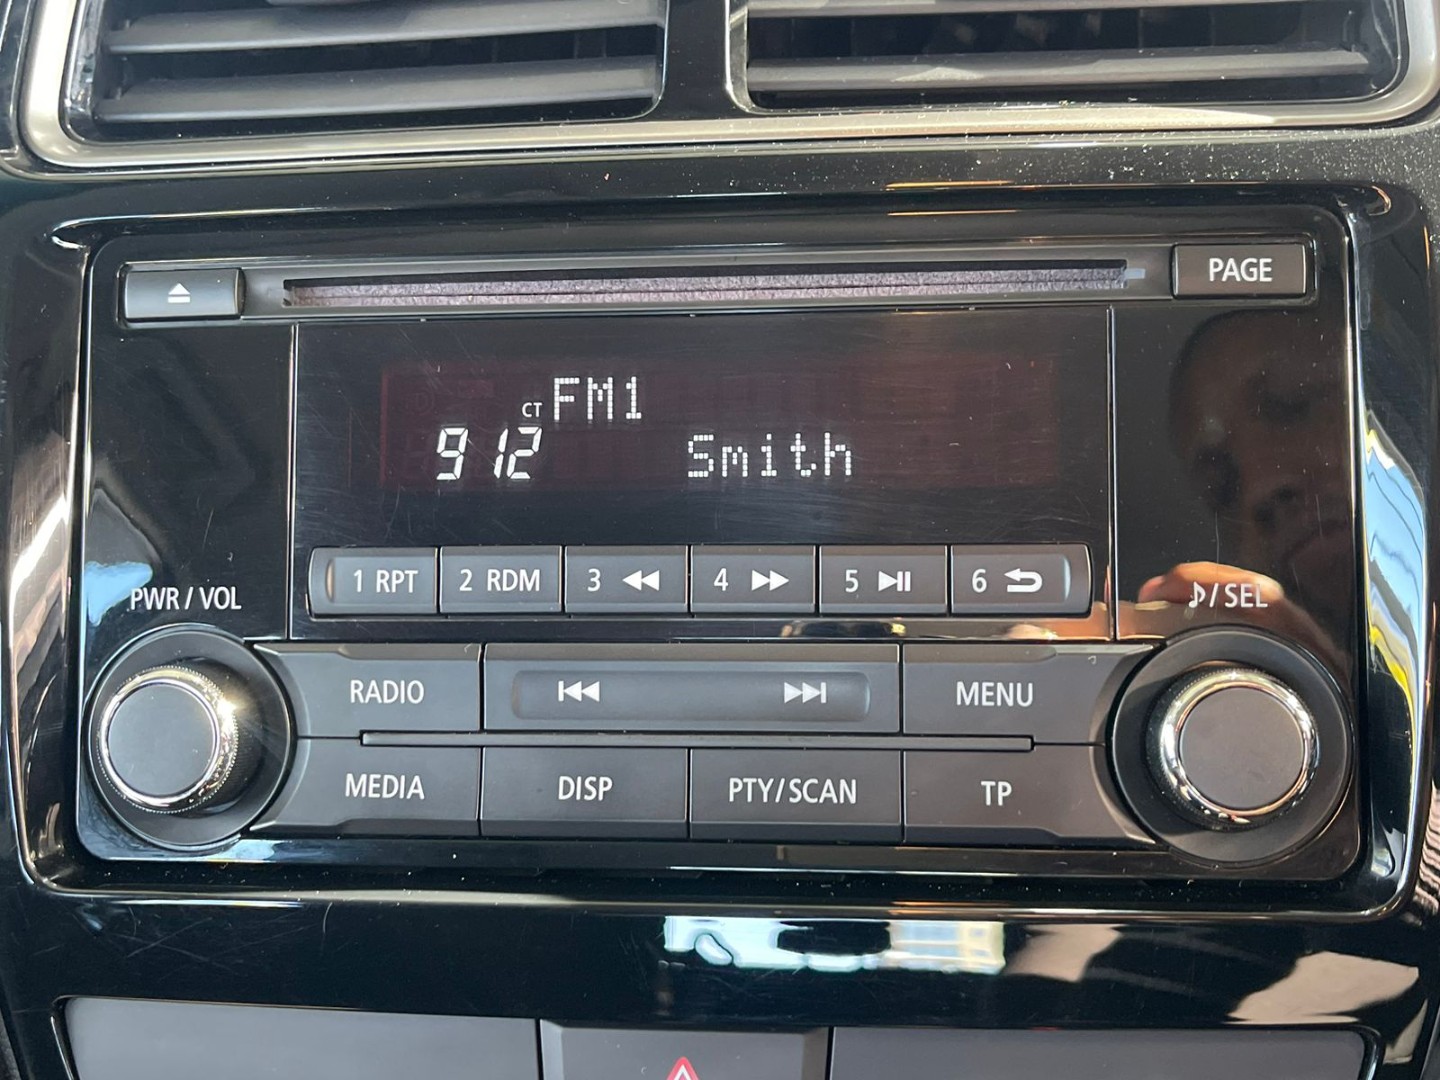 PAGE
CT FM1
912 Smith
1 RPT 2 RDM 3 4 5 6
PWR / VOL
♪/SEL
RADIO MENU
MEDIA DISP PTY/SCAN TP